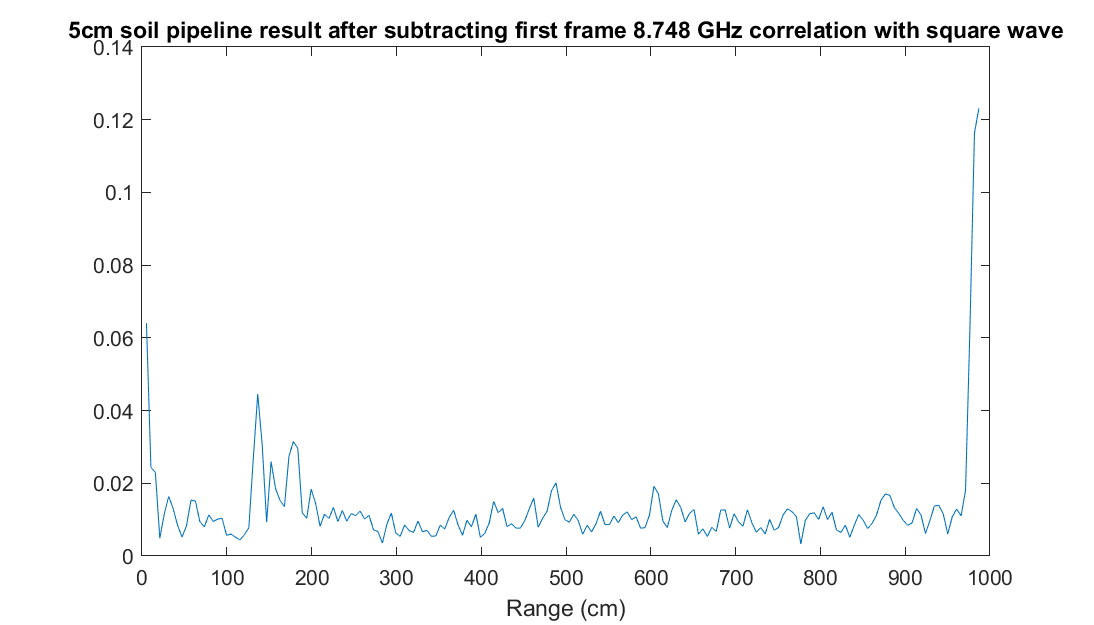 5cm soil pipeline result after subtracting first frame 8.748 GHz correlation with square wave
0.14
0.12
0.1
0.08
0.06
0.04
0.02
0
0 100 200 300 400 500 600 700 800 900 1000
Range (cm)